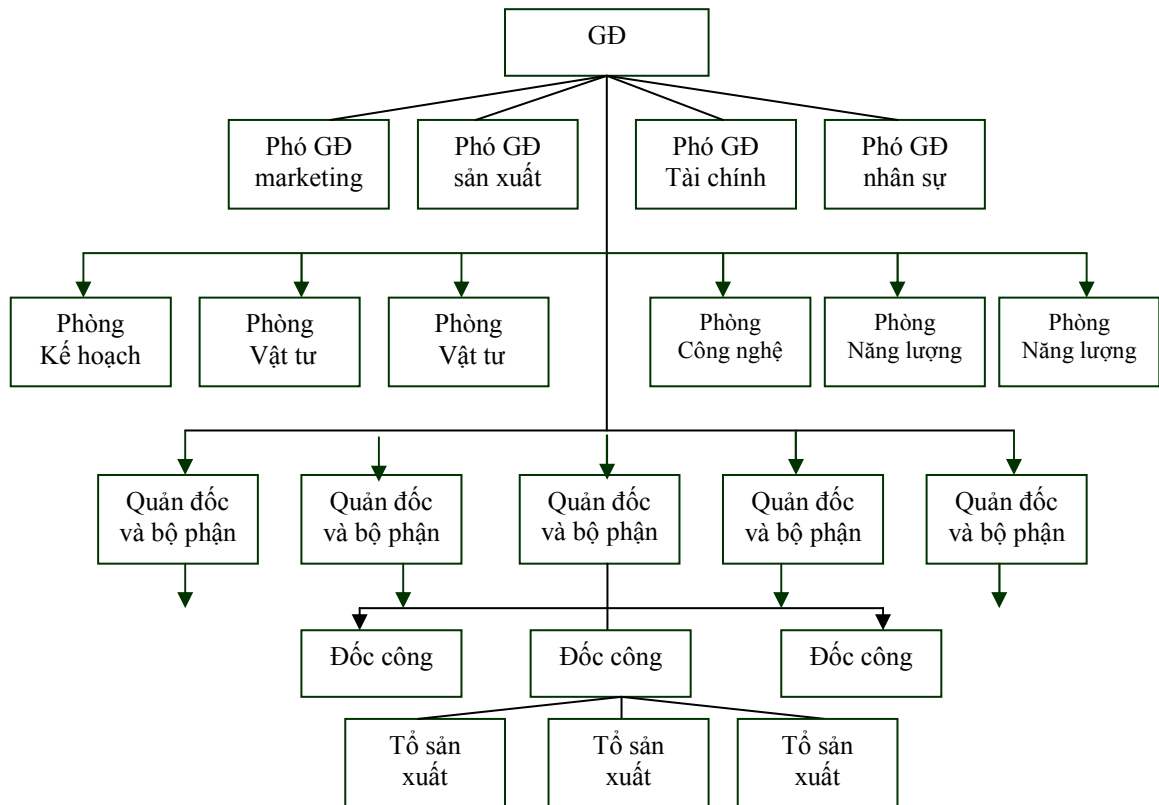 GĐ
Phó GĐ
marketing
Phó GĐ
sản xuất
Phó GĐ
Tài chính
Phó GĐ
nhân sự
Phòng
Kế hoạch
Phòng
Vật tư
Phòng
Vật tư
Phòng
Công nghệ
Phòng
Năng lượng
Phòng
Năng lượng
Quản đốc
và bộ phận
Quản đốc
và bộ phận
Quản đốc
và bộ phận
Quản đốc
và bộ phận
Quản đốc
và bộ phận
Đốc công
Đốc công
Đốc công
Tổ sản
xuất
Tổ sản
xuất
Tổ sản
xuất